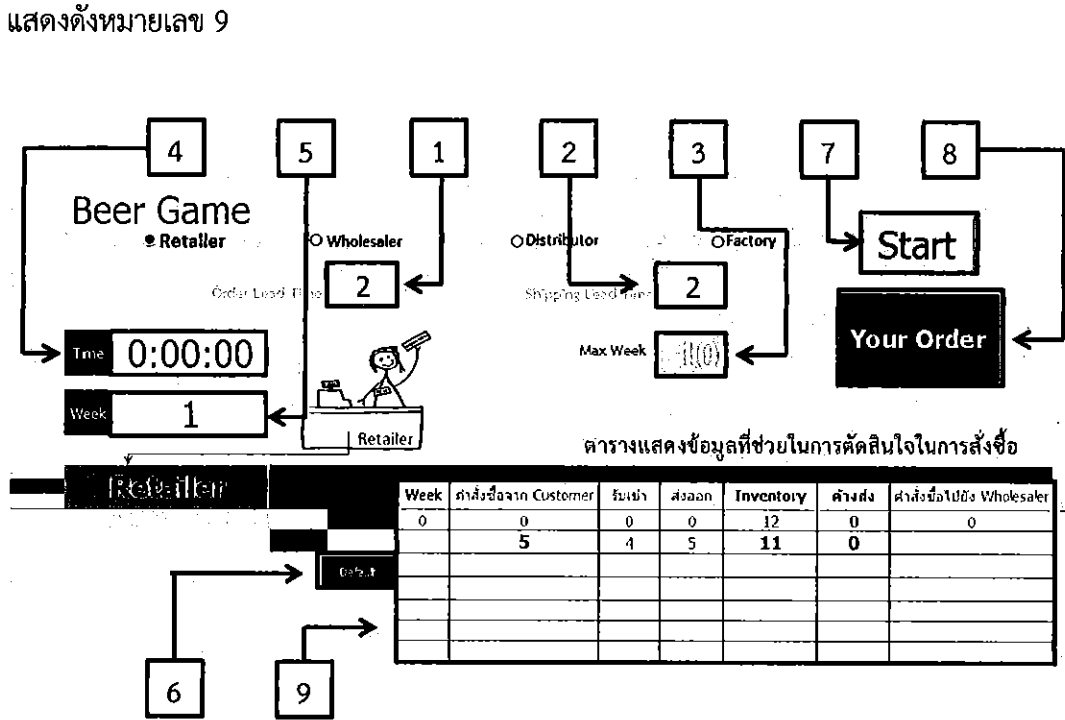 แสดงดังหมายเลข 9
4 5 1 2 3 7 8
Beer Game
Retailer Wholesaler Distributor Factory
Start
Order Lead Time 2 Shipping Lead Time 2
Time 0:00:00
Max Week
Your Order
Week 1
Retailer
ตารางแสดงข้อมูลที่ช่วยในการตัดสินใจในการสั่งซื้อ
Retailer
Week คำสั่งซื้อจาก Customer รับเข้า ส่งออก Inventory ค้างส่ง คำสั่งซื้อไปยัง Wholesaler
0 0 0 0 12 0 0
5 4 5 11 0
Default
6 9